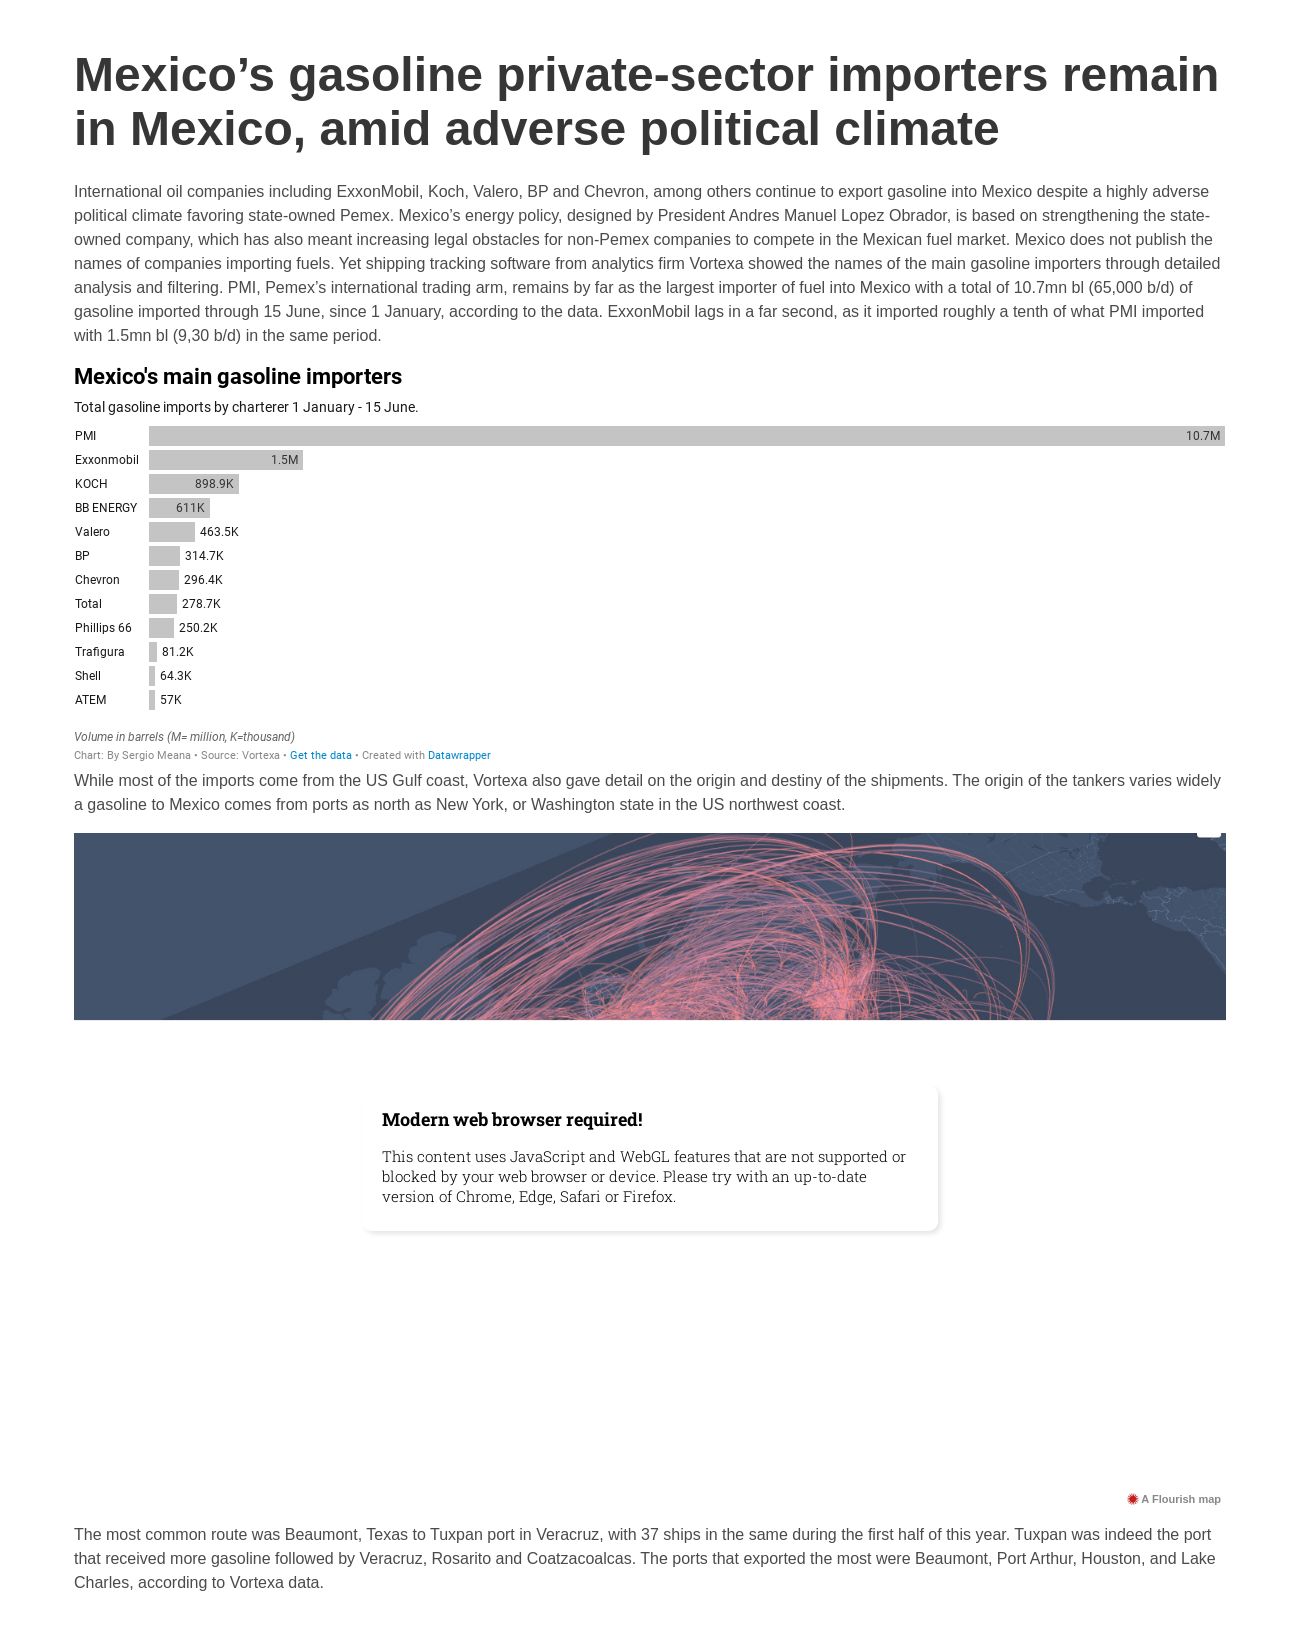 Mexico’s gasoline private-sector importers remain
in Mexico, amid adverse political climate
International oil companies including ExxonMobil, Koch, Valero, BP and Chevron, among others continue to export gasoline into Mexico despite a highly adverse
political climate favoring state-owned Pemex. Mexico’s energy policy, designed by President Andres Manuel Lopez Obrador, is based on strengthening the state-
owned company, which has also meant increasing legal obstacles for non-Pemex companies to compete in the Mexican fuel market. Mexico does not publish the
names of companies importing fuels. Yet shipping tracking software from analytics firm Vortexa showed the names of the main gasoline importers through detailed
analysis and filtering. PMI, Pemex’s international trading arm, remains by far as the largest importer of fuel into Mexico with a total of 10.7mn bl (65,000 b/d) of
gasoline imported through 15 June, since 1 January, according to the data. ExxonMobil lags in a far second, as it imported roughly a tenth of what PMI imported
with 1.5mn bl (9,30 b/d) in the same period.
Mexico's main gasoline importers
Total gasoline imports by charterer 1 January - 15 June.
PMI 10.7M
Exxonmobil 1.5M
KOCH 898.9K
BB ENERGY 611K
Valero 463.5K
BP 314.7K
Chevron 296.4K
Total 278.7K
Phillips 66 250.2K
Trafigura 81.2K
Shell 64.3K
ATEM 57K
Volume in barrels (M= million, K=thousand)
Chart: By Sergio Meana • Source: Vortexa • Get the data • Created with Datawrapper
While most of the imports come from the US Gulf coast, Vortexa also gave detail on the origin and destiny of the shipments. The origin of the tankers varies widely
a gasoline to Mexico comes from ports as north as New York, or Washington state in the US northwest coast.
Modern web browser required!
This content uses JavaScript and WebGL features that are not supported or
blocked by your web browser or device. Please try with an up-to-date
version of Chrome, Edge, Safari or Firefox.
A Flourish map
The most common route was Beaumont, Texas to Tuxpan port in Veracruz, with 37 ships in the same during the first half of this year. Tuxpan was indeed the port
that received more gasoline followed by Veracruz, Rosarito and Coatzacoalcas. The ports that exported the most were Beaumont, Port Arthur, Houston, and Lake
Charles, according to Vortexa data.